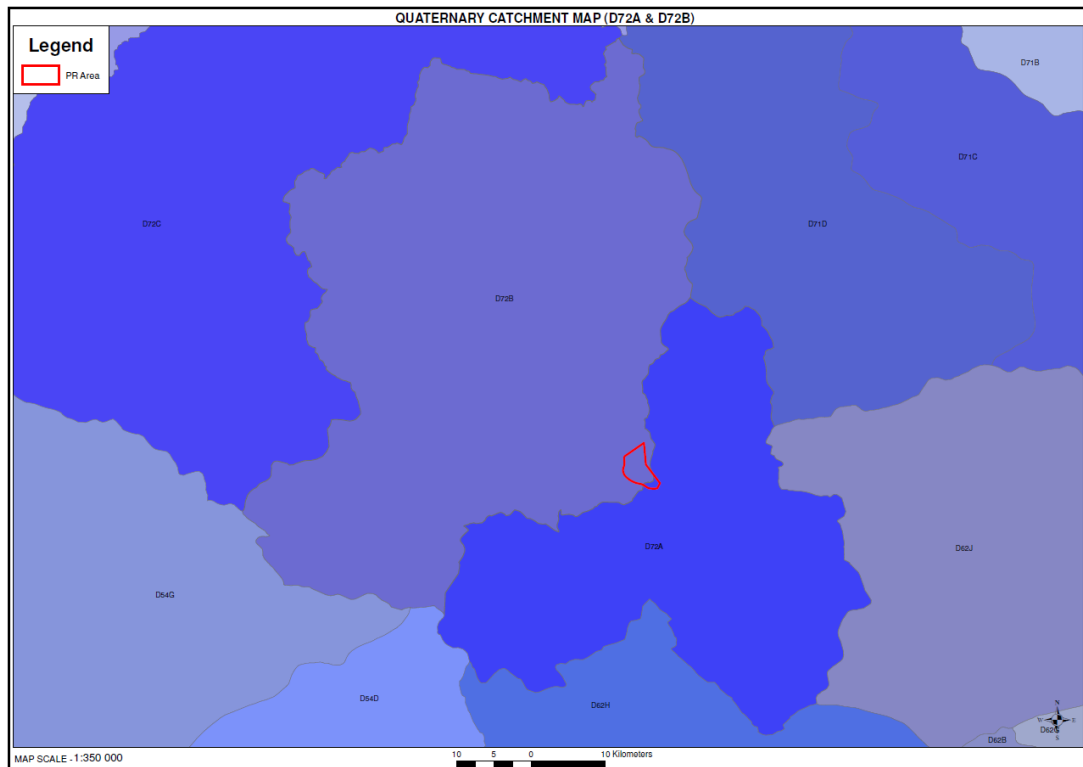 QUATERNARY CATCHMENT MAP (D72A & D72B)
Legend
PR Area
D71B
D71C
D72C
D71D
D72B
D72A
D62J
D54G
D54D
D62H
N
W E
S
D62G
D62B
MAP SCALE - 1:350 000
10 5 0 10 Kilometers